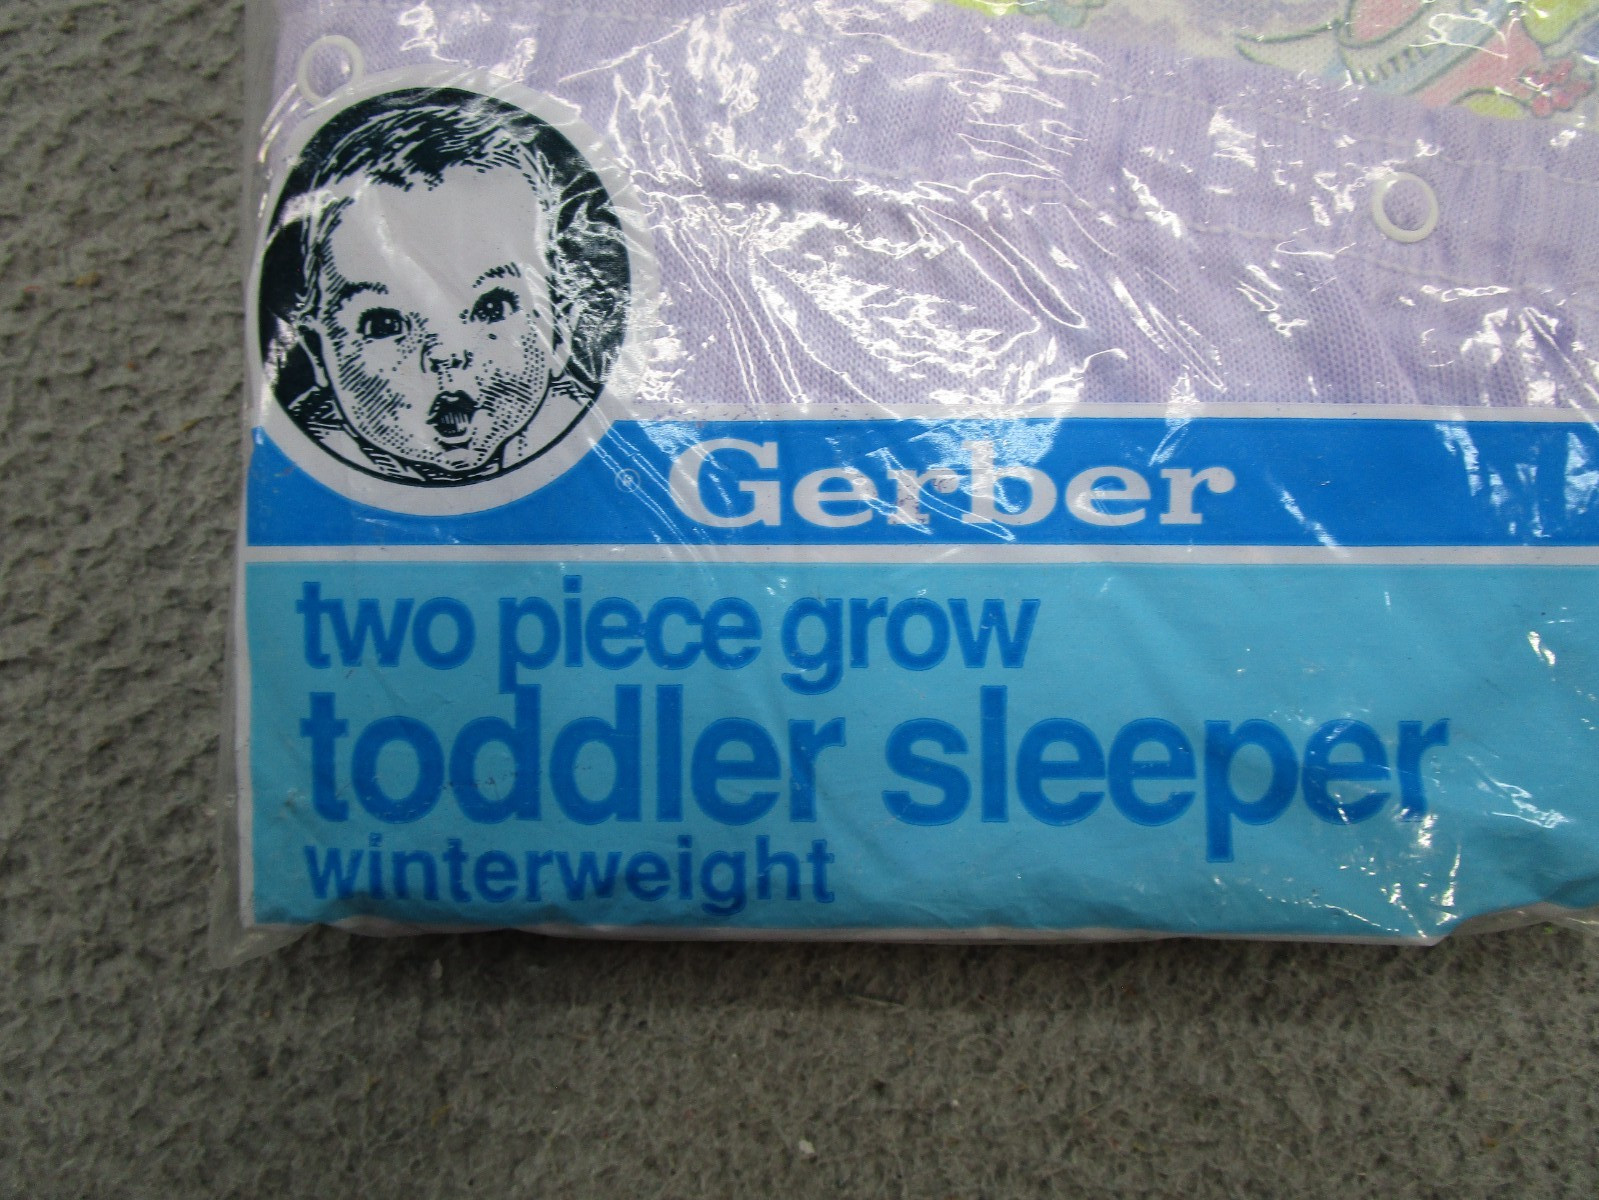 Gerber
®
two piece grow
toddler sleeper
winterweight